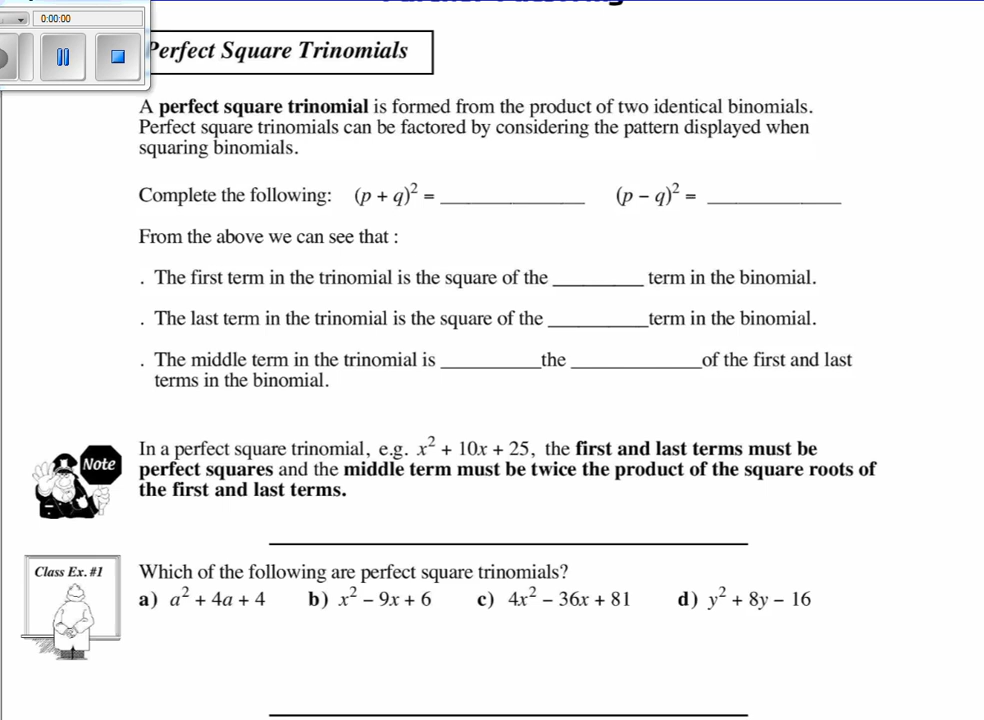 0:00:00
Perfect Square Trinomials
A perfect square trinomial is formed from the product of two identical binomials.
Perfect square trinomials can be factored by considering the pattern displayed when
squaring binomials.
Complete the following: (p + q)² = ______________ (p − q)² = _____________
From the above we can see that :
. The first term in the trinomial is the square of the _________ term in the binomial.
. The last term in the trinomial is the square of the __________term in the binomial.
. The middle term in the trinomial is __________the _____________of the first and last
terms in the binomial.
Note
In a perfect square trinomial, e.g. x² + 10x + 25, the first and last terms must be
perfect squares and the middle term must be twice the product of the square roots of
the first and last terms.
Class Ex. #1
Which of the following are perfect square trinomials?
a) a² + 4a + 4 b) x² − 9x + 6 c) 4x² − 36x + 81 d) y² + 8y − 16